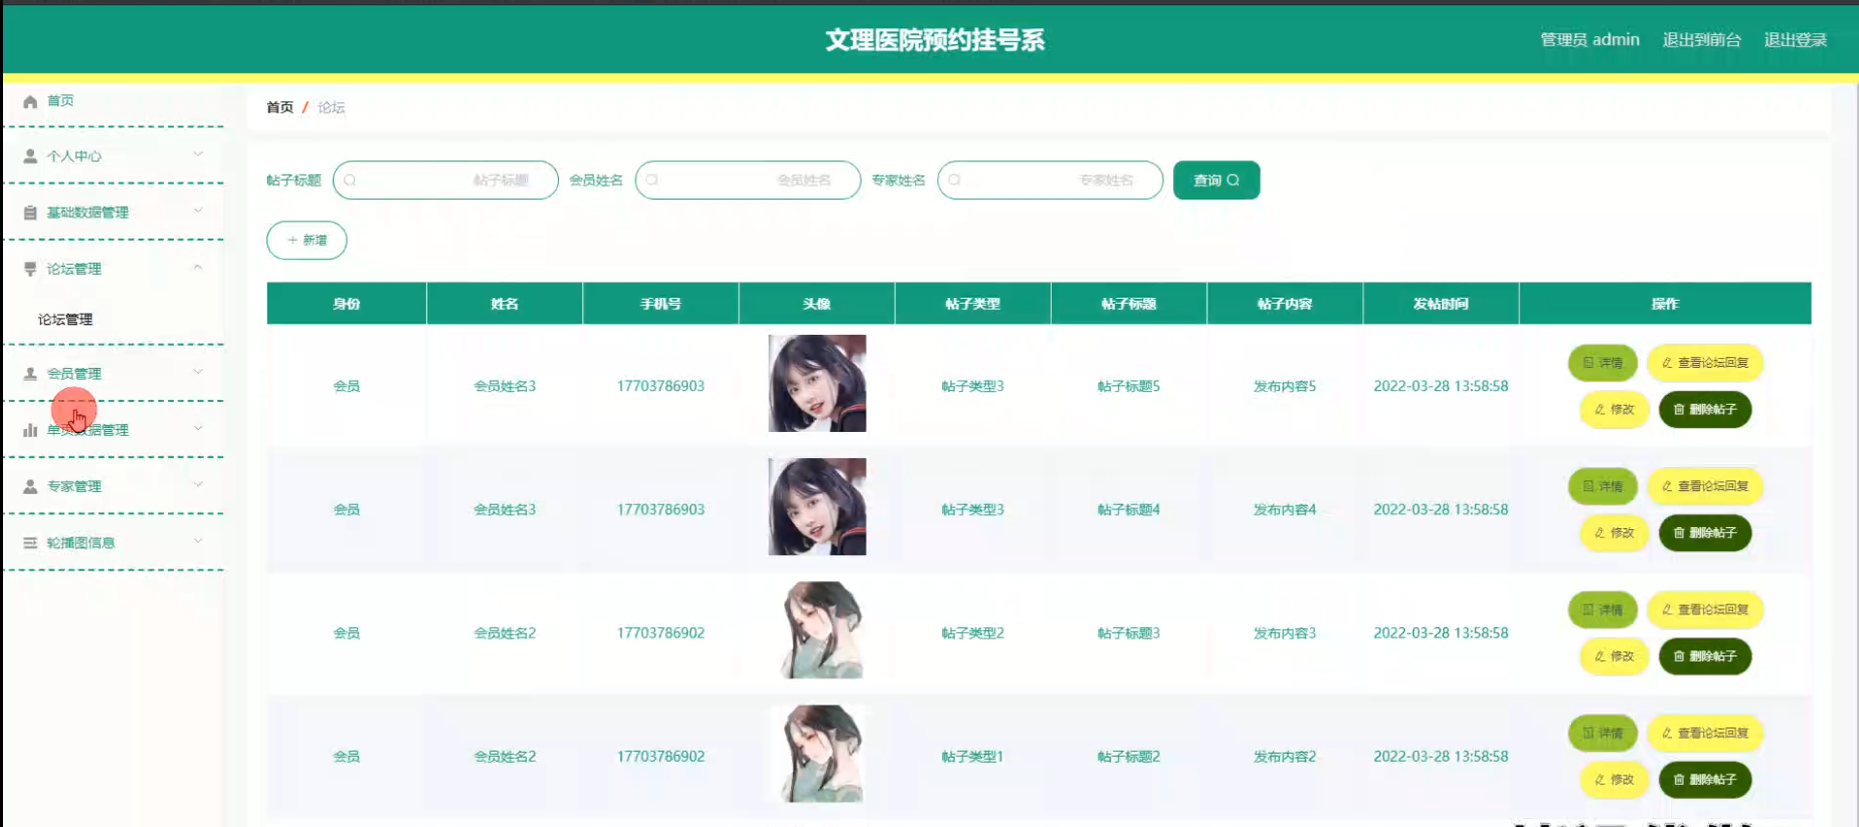 文理医院预约挂号系
管理员 admin 退出到前台 退出登录
首页
个人中心
基础数据管理
论坛管理
论坛管理
会员管理
单页数据管理
专家管理
轮播图信息
首页 / 论坛
帖子标题 帖子标题 会员姓名 会员姓名 专家姓名 专家姓名 查询
+ 新增
身份 姓名 手机号 头像 帖子类型 帖子标题 帖子内容 发帖时间 操作
会员 会员姓名3 17703786903 帖子类型3 帖子标题5 发布内容5 2022-03-28 13:58:58 详情 查看论坛回复
修改 删除帖子
会员 会员姓名3 17703786903 帖子类型3 帖子标题4 发布内容4 2022-03-28 13:58:58 详情 查看论坛回复
修改 删除帖子
会员 会员姓名2 17703786902 帖子类型2 帖子标题3 发布内容3 2022-03-28 13:58:58 详情 查看论坛回复
修改 删除帖子
会员 会员姓名2 17703786902 帖子类型1 帖子标题2 发布内容2 2022-03-28 13:58:58 详情 查看论坛回复
修改 删除帖子